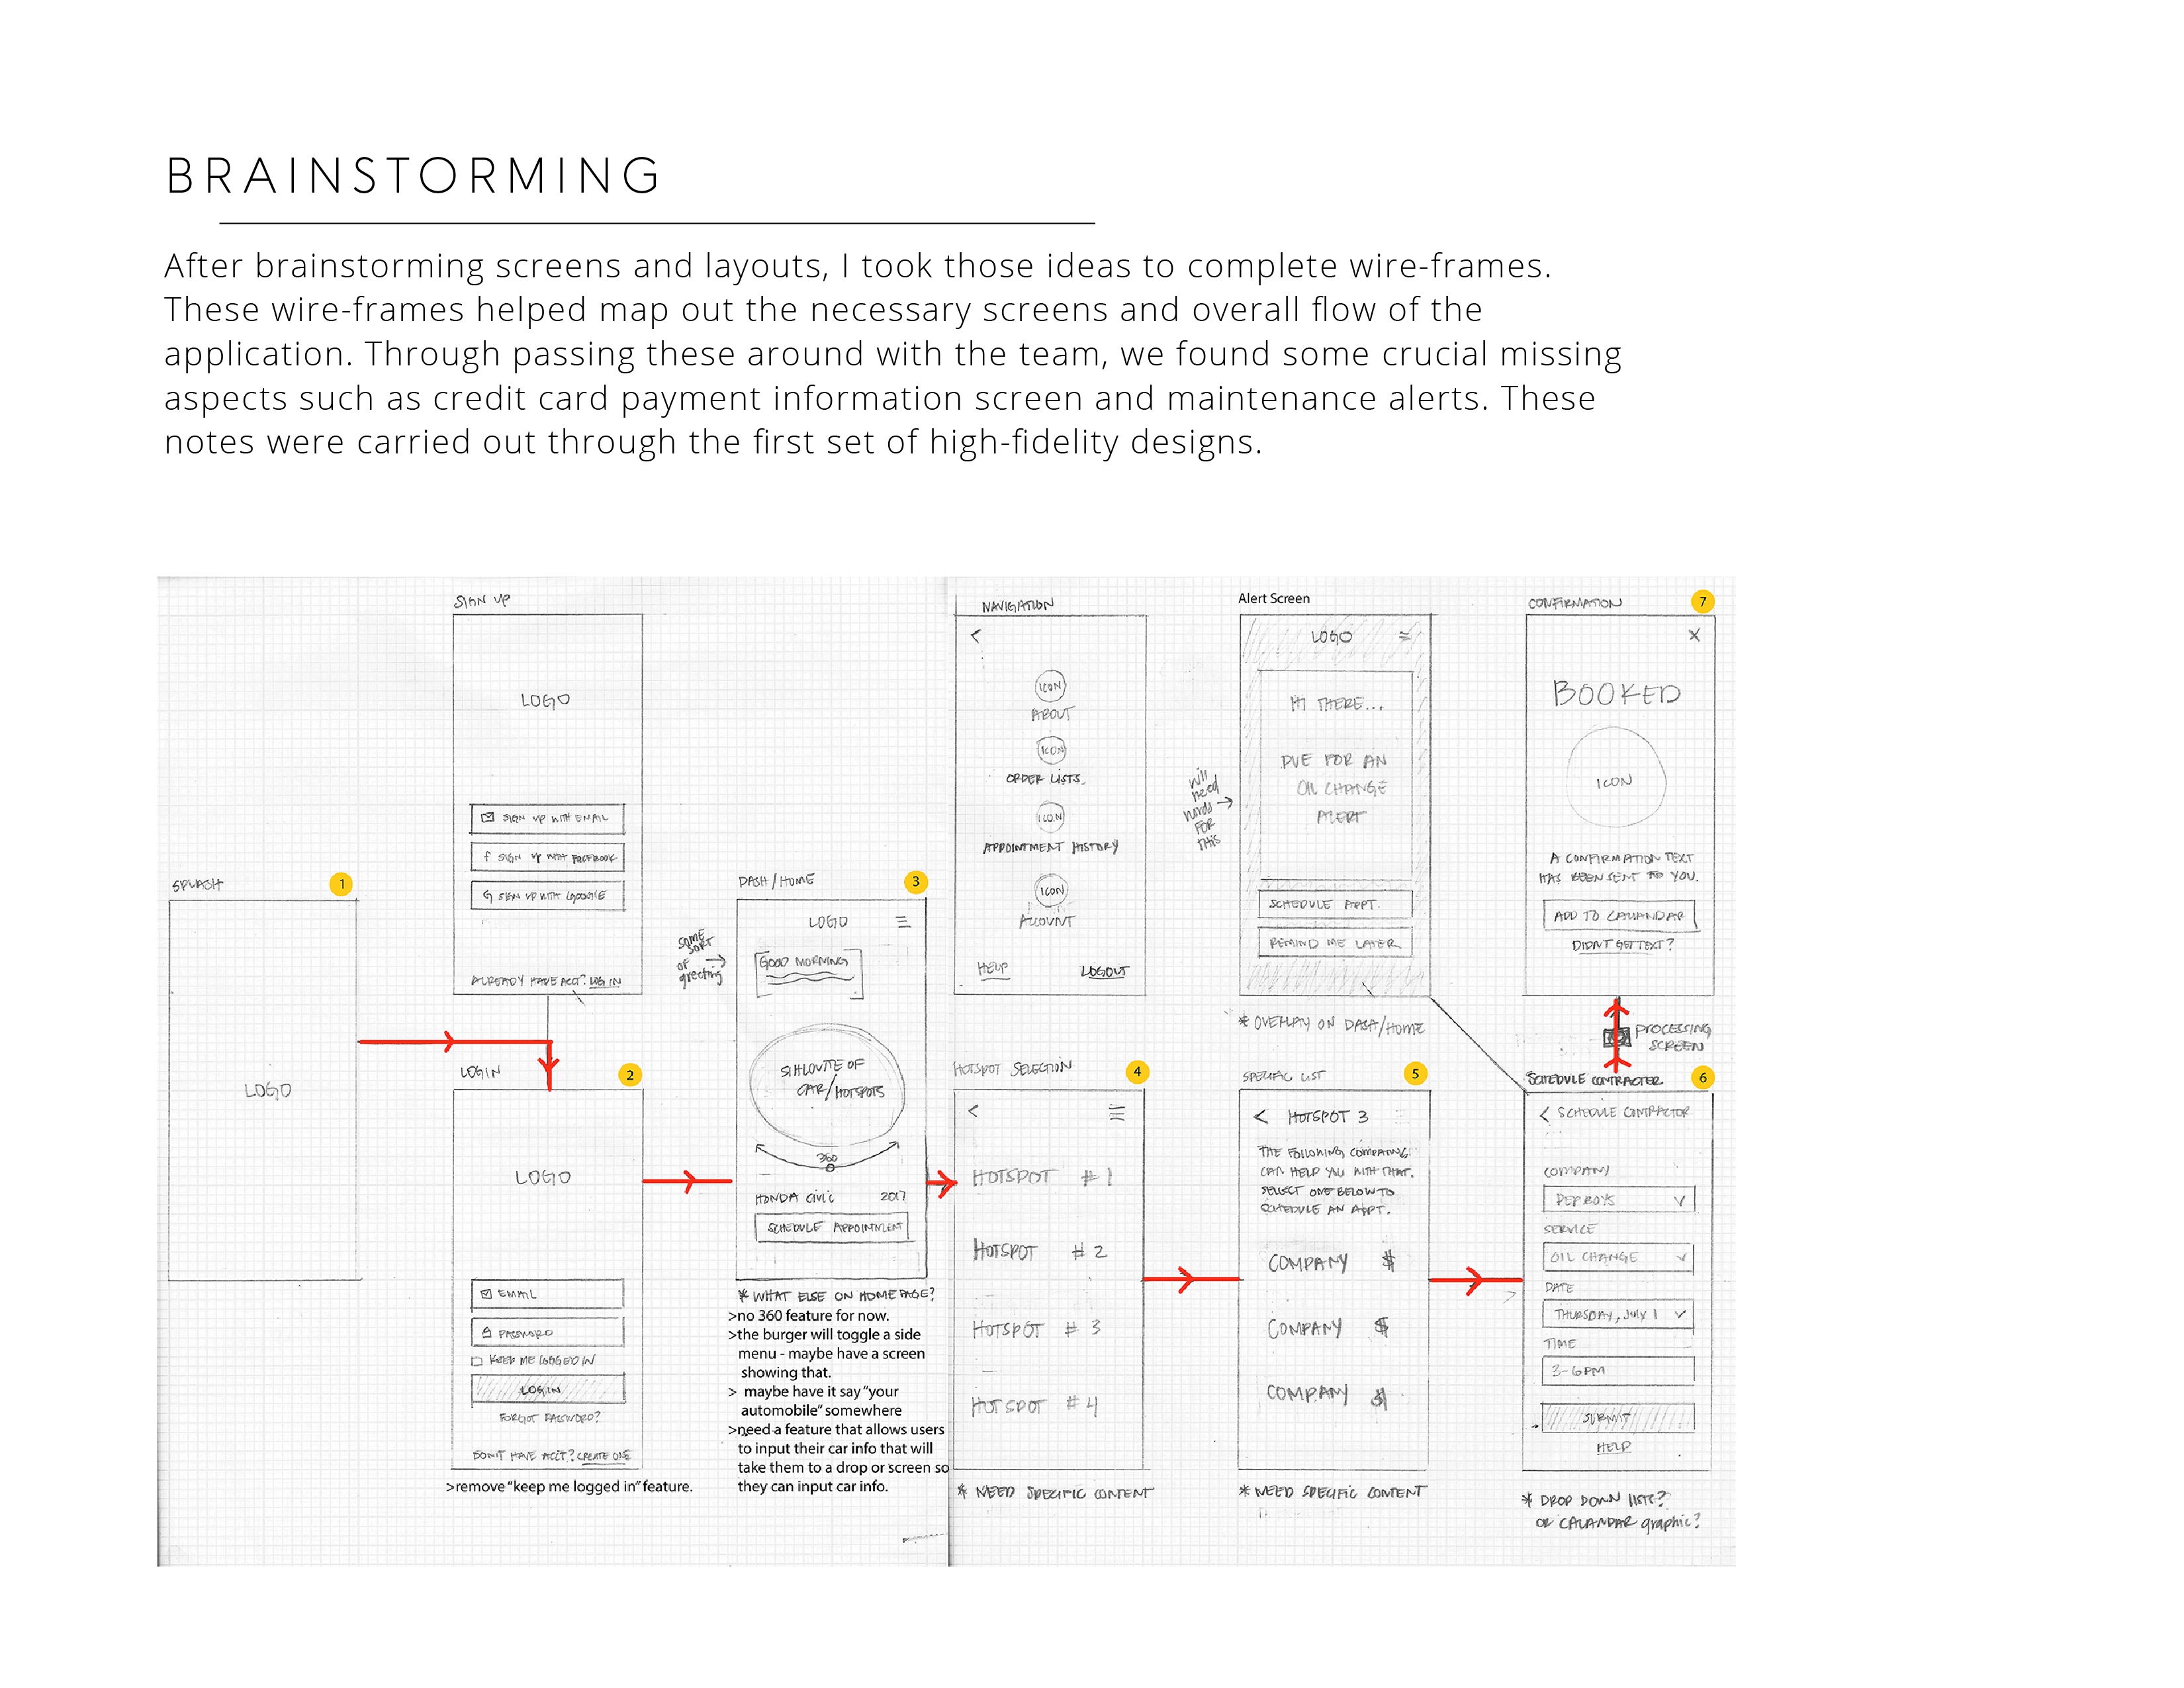 BRAINSTORMING
After brainstorming screens and layouts, I took those ideas to complete wire-frames.
These wire-frames helped map out the necessary screens and overall flow of the
application. Through passing these around with the team, we found some crucial missing
aspects such as credit card payment information screen and maintenance alerts. These
notes were carried out through the first set of high-fidelity designs.
SPLASH
1
LOGO
SIGN UP
LOGO
SIGN UP WITH EMAIL
f SIGN UP WITH FACEBOOK
G SIGN UP WITH GOOGLE
ALREADY HAVE ACCT? LOG IN
LOGIN
2
LOGO
EMAIL
PASSWORD
KEEP ME LOGGED IN
LOGIN
FORGOT PASSWORD?
DON'T HAVE ACCT? CREATE ONE
>remove "keep me logged in" feature.
SOME
SORT
OF
greeting
DASH/HOME
3
LOGO
GOOD MORNING
SIHLOUTTE OF
CAR/HOTSPOTS
360
HONDA CIVIC 2017
SCHEDULE APPOINTMENT
* WHAT ELSE ON HOMEPAGE?
>no 360 feature for now.
>the burger will toggle a side
menu - maybe have a screen
showing that.
> maybe have it say "your
automobile" somewhere
>need a feature that allows users
to input their car info that will
take them to a drop or screen so
they can input car info.
NAVIGATION
<
ICON
ABOUT
ICON
ORDER LISTS
ICON
APPOINTMENT HISTORY
ICON
ACCOUNT
HELP LOGOUT
HOTSPOT SELECTION
4
<
HOTSPOT #1
HOTSPOT #2
HOTSPOT #3
HOTSPOT #4
* NEED SPECIFIC CONTENT
will
need
words
FOR
this
Alert Screen
LOGO
HI THERE...
DUE FOR AN
OIL CHANGE
ALERT
SCHEDULE APPT.
REMIND ME LATER
* OVERLAY ON DASH/HOME
SPECIFIC LIST
5
< HOTSPOT 3
THE FOLLOWING COMPANIES
CAN HELP YOU WITH THAT.
SELECT ONE BELOW TO
SCHEDULE AN APPT.
COMPANY $
COMPANY $
COMPANY $
* NEED SPECIFIC CONTENT
CONFIRMATION
7
X
BOOKED
ICON
A CONFIRMATION TEXT
HAS BEEN SENT TO YOU.
ADD TO CALANDAR
DIDN'T GET TEXT?
PROCESSING
SCREEN
SCHEDULE CONTRACTER
6
< SCHEDULE CONTRACTOR
COMPANY
PEPBOYS
SERVICE
OIL CHANGE
DATE
THURSDAY, JULY 1
TIME
3-6PM
SUBMIT
HELP
* DROP DOWN LISTS?
OR CALANDAR graphic?